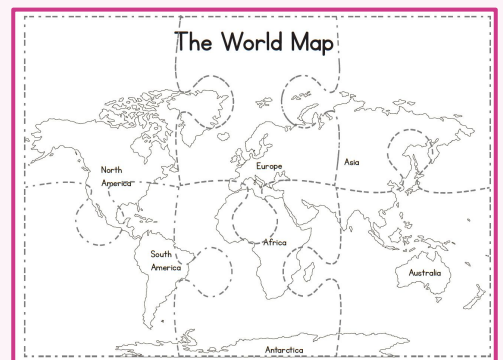 The World Map
North
America
Europe
Asia
Africa
South
America
Australia
Antarctica